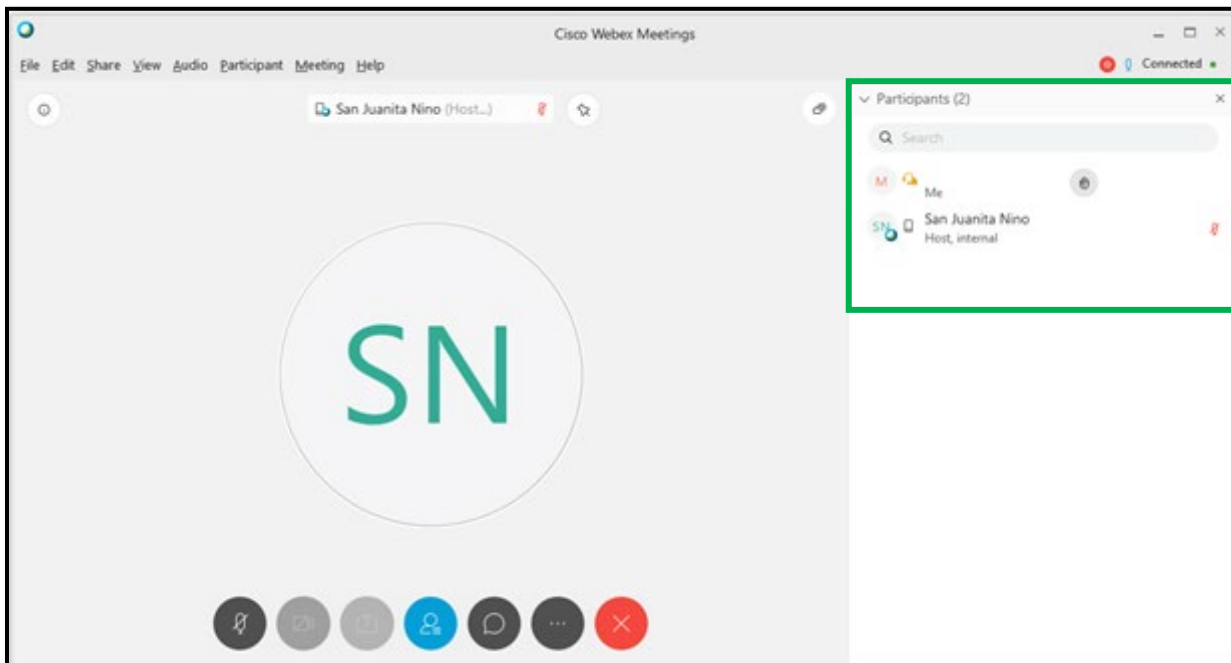 Cisco Webex Meetings
File Edit Share View Audio Participant Meeting Help
Connected
San Juanita Nino (Host...)
Participants (2)
Search
M
Me
SN
San Juanita Nino
Host, internal
SN